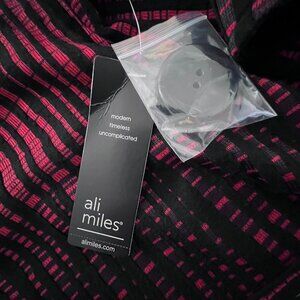 modern
timeless
uncomplicated
ali
miles®
alimiles.com